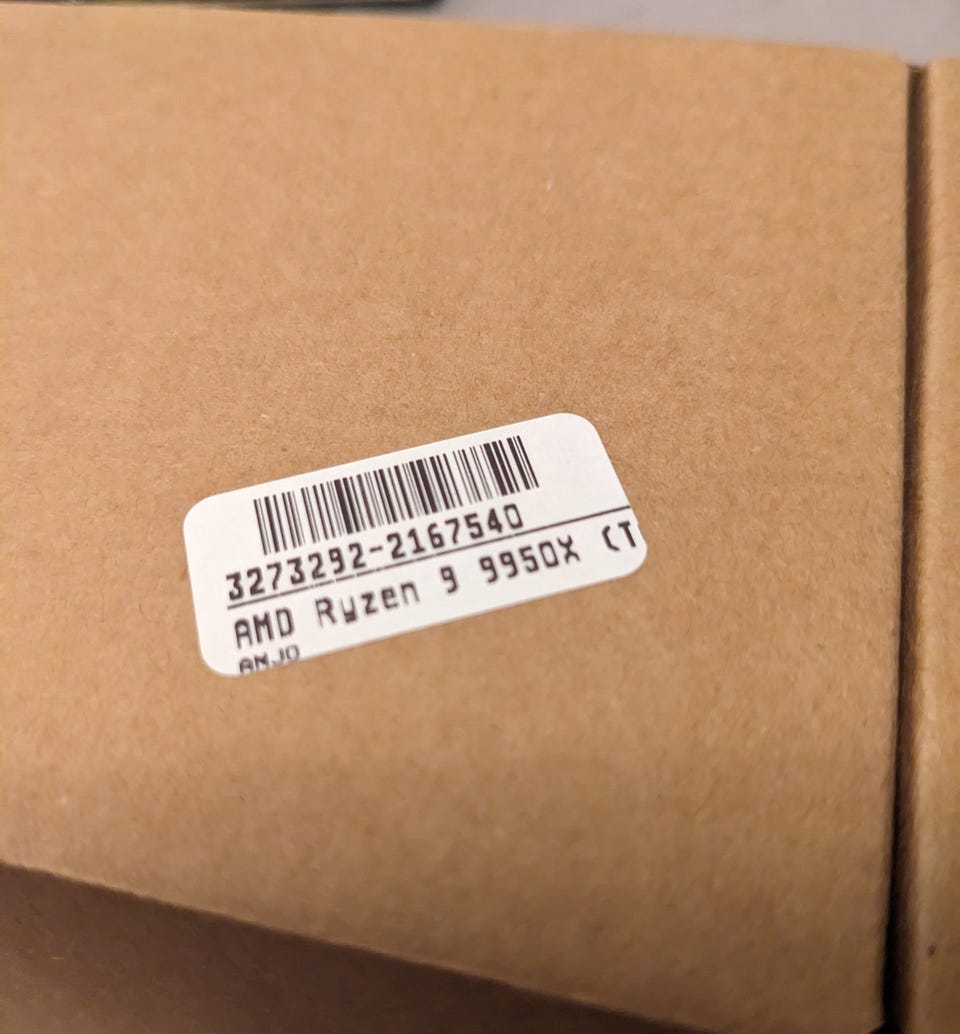 3273292-2167540
AMD Ryzen 9 9950X (T
ANJO